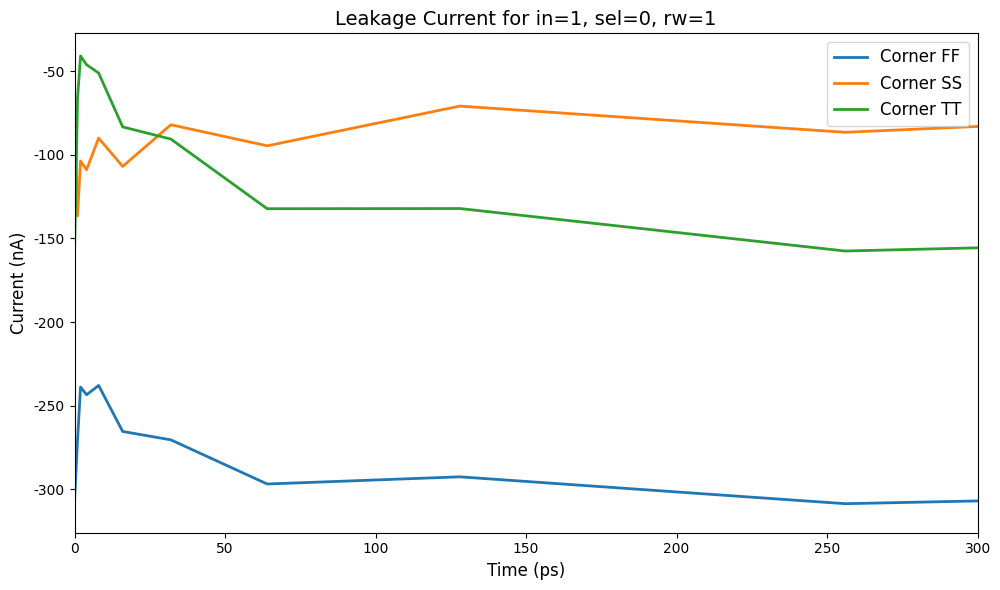 Leakage Current for in=1, sel=0, rw=1
Corner FF
Corner SS
Corner TT
Current (nA)
-50
-100
-150
-200
-250
-300
0
50
100
150
200
250
300
Time (ps)